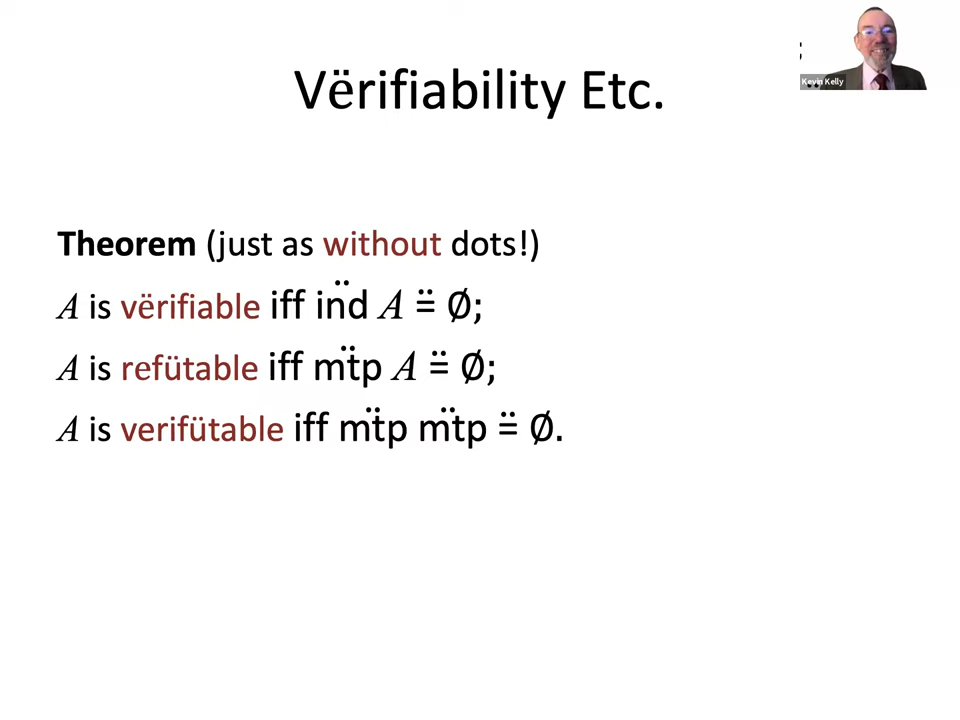 Vërifiability Etc.
Kevin Kelly
Theorem (just as without dots!)
A is vërifiable iff in̈d A =̈ Ø;
A is refütable iff mẗp A =̈ Ø;
A is verifütable iff mẗp mẗp =̈ Ø.